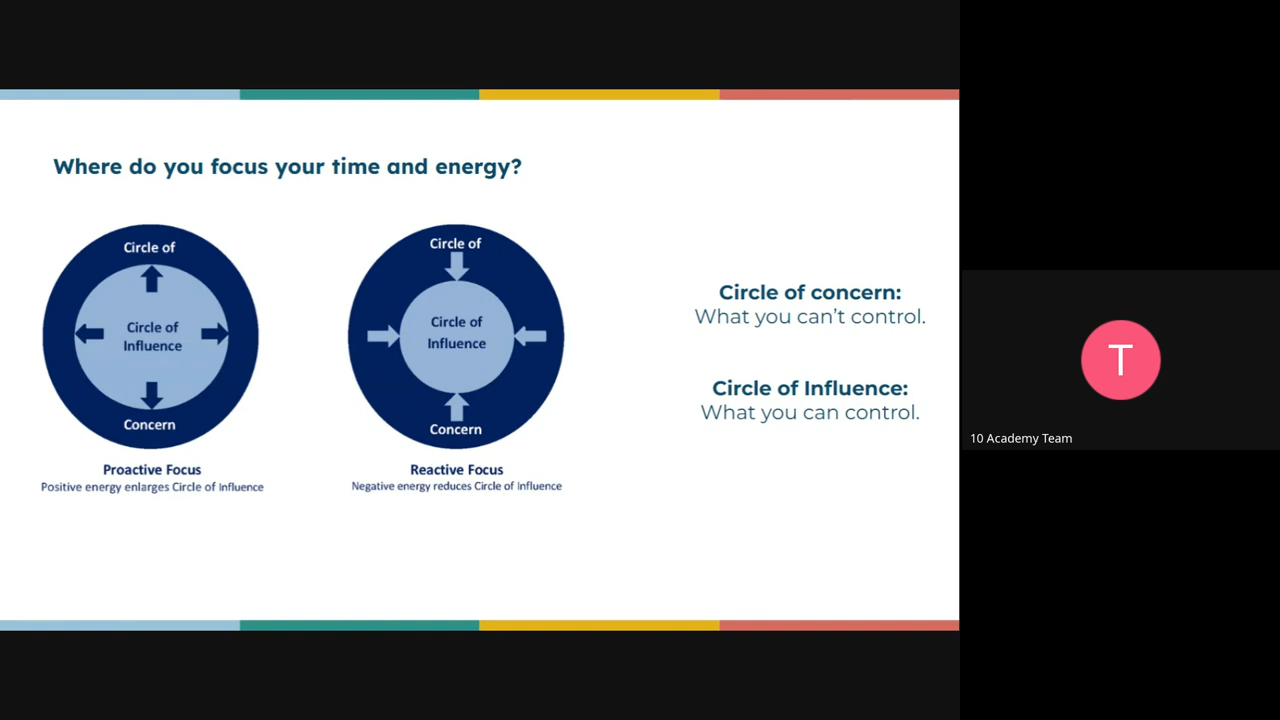 Where do you focus your time and energy?
Circle of
Circle of
Influence
Concern
Proactive Focus
Positive energy enlarges Circle of Influence
Circle of
Circle of
Influence
Concern
Reactive Focus
Negative energy reduces Circle of Influence
Circle of concern:
What you can’t control.
Circle of Influence:
What you can control.
T
10 Academy Team